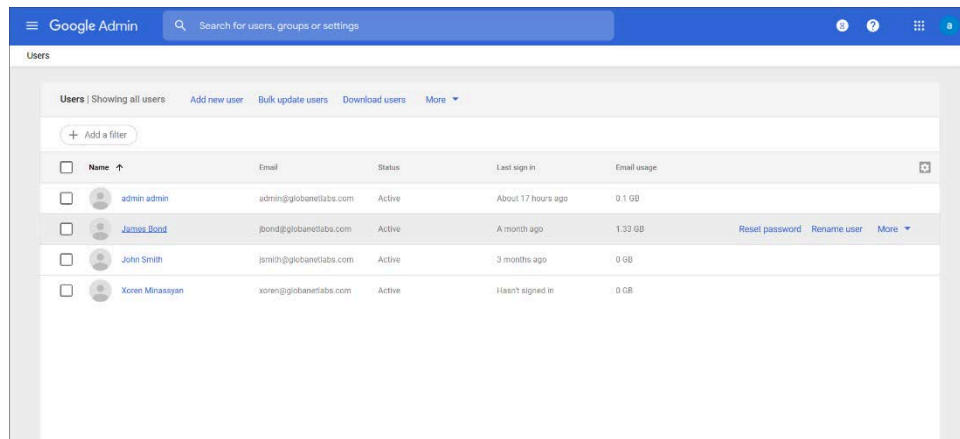 Google Admin Search for users, groups or settings 8 ? a
Users
Users | Showing all users Add new user Bulk update users Download users More
+ Add a filter
Name ↑ Email Status Last sign in Email usage
admin admin admin@globanetlabs.com Active About 17 hours ago 0.1 GB
James Bond jbond@globanetlabs.com Active A month ago 1.33 GB Reset password Rename user More
John Smith jsmith@globanetlabs.com Active 3 months ago 0 GB
Xoren Minassyan xoren@globanetlabs.com Active Hasn't signed in 0 GB